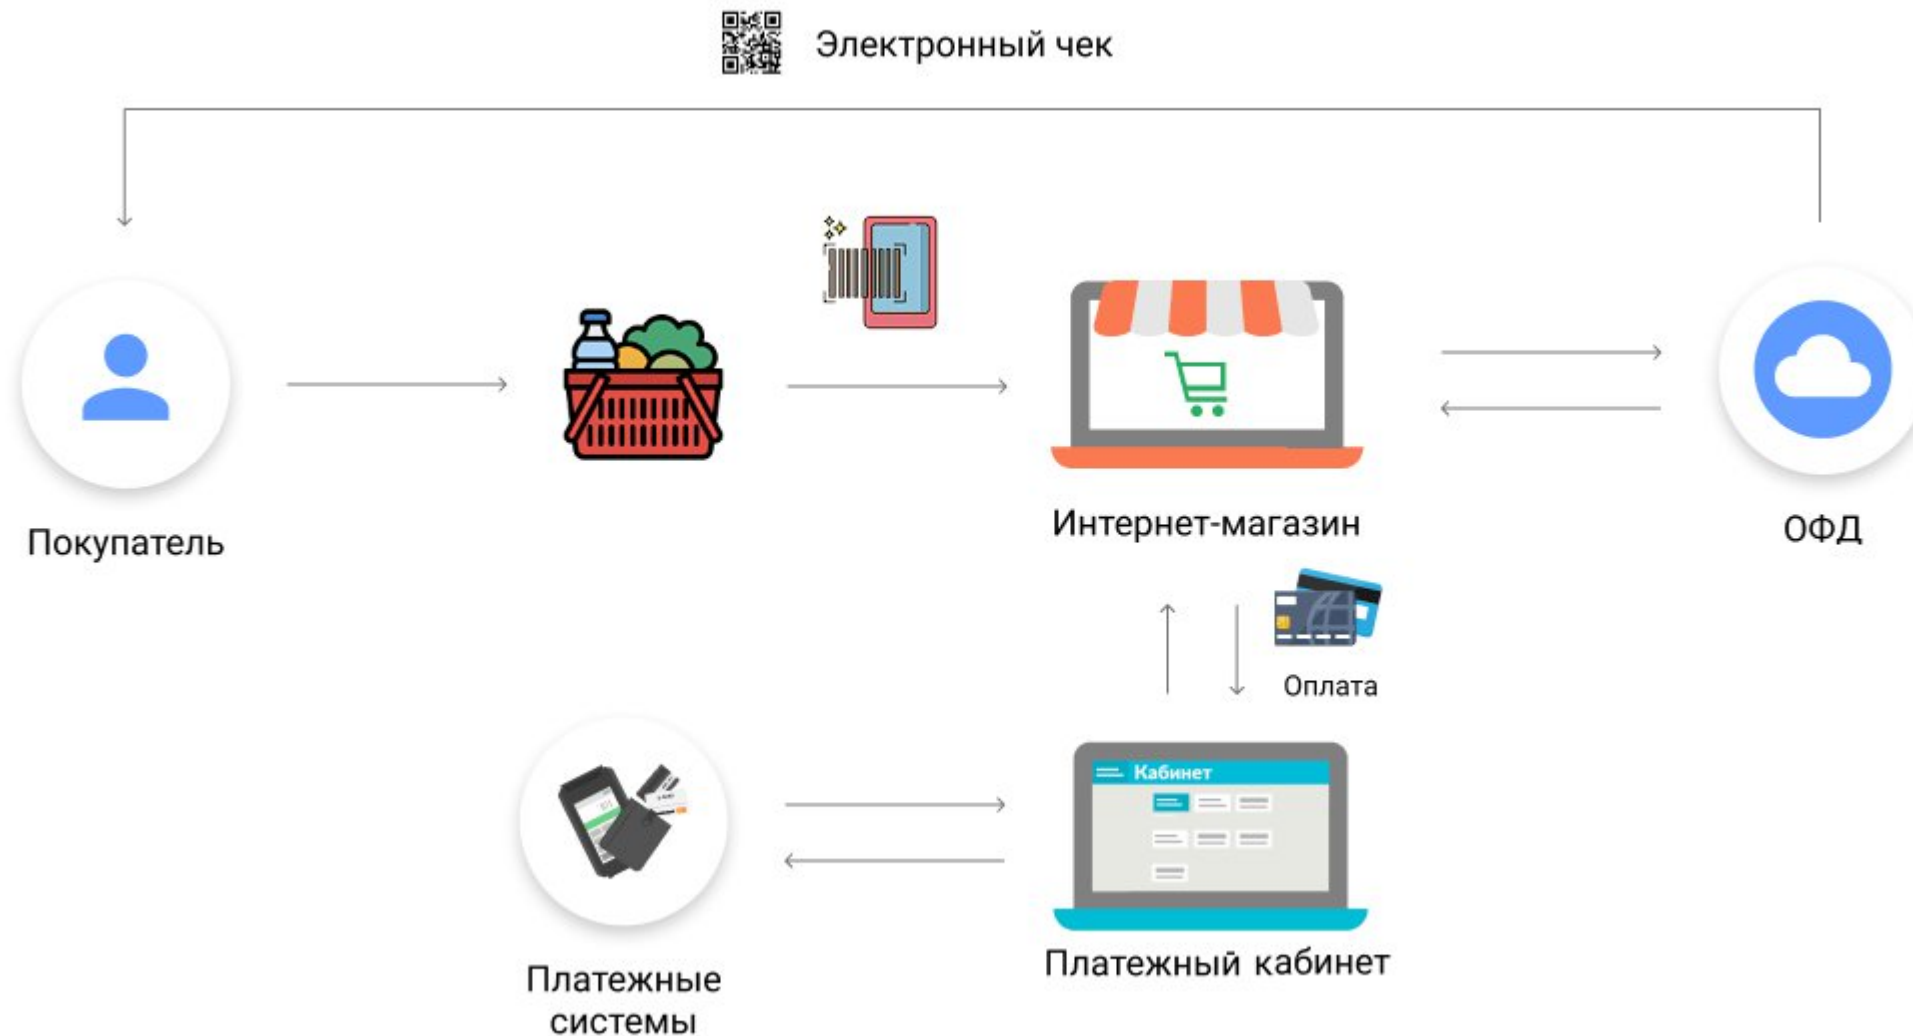 Электронный чек
Покупатель
Интернет-магазин
ОФД
Оплата
Кабинет
Платежные
системы
Платежный кабинет